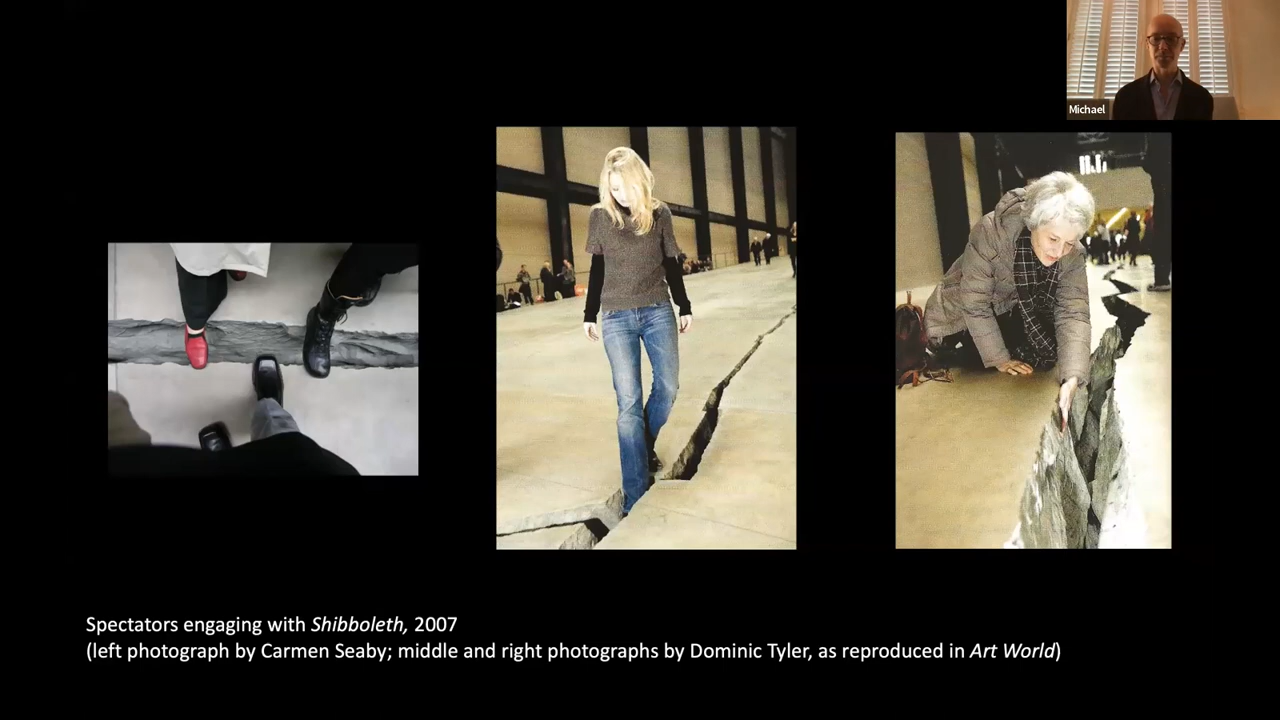 Michael
Spectators engaging with Shibboleth, 2007
(left photograph by Carmen Seaby; middle and right photographs by Dominic Tyler, as reproduced in Art World)